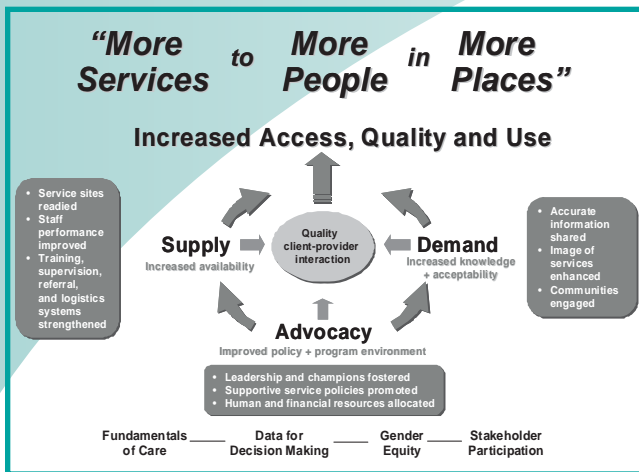 “More Services to More People in More Places”
Increased Access, Quality and Use
• Service sites
readied
• Staff
performance
improved
• Training,
supervision,
referral,
and logistics
systems
strengthened
Supply
Increased availability
Quality
client-provider
interaction
Demand
Increased knowledge
+ acceptability
• Accurate
information
shared
• Image of
services
enhanced
• Communities
engaged
Advocacy
Improved policy + program environment
• Leadership and champions fostered
• Supportive service policies promoted
• Human and financial resources allocated
Fundamentals
of Care
Data for
Decision Making
Gender
Equity
Stakeholder
Participation